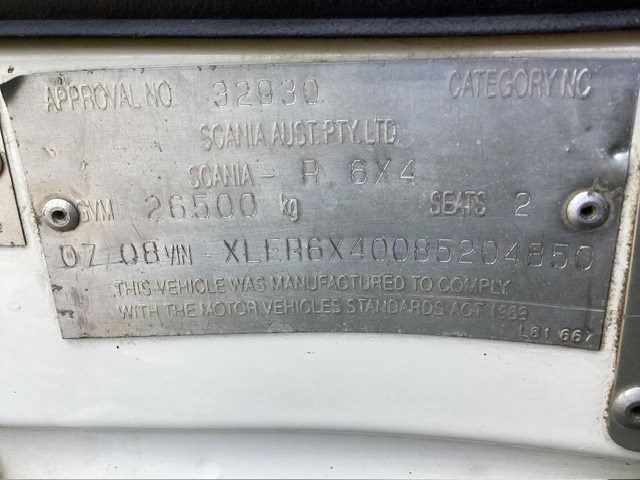 APPROVAL NO 32930 CATEGORY NC
SCANIA AUST. PTY. LTD
SCANIA - R 6X4
GVM 26500 kg SEATS 2
07/08 VIN - XLER6X40085204850
THIS VEHICLE WAS MANUFACTURED TO COMPLY
WITH THE MOTOR VEHICLES STANDARDS ACT 1989
L81 667